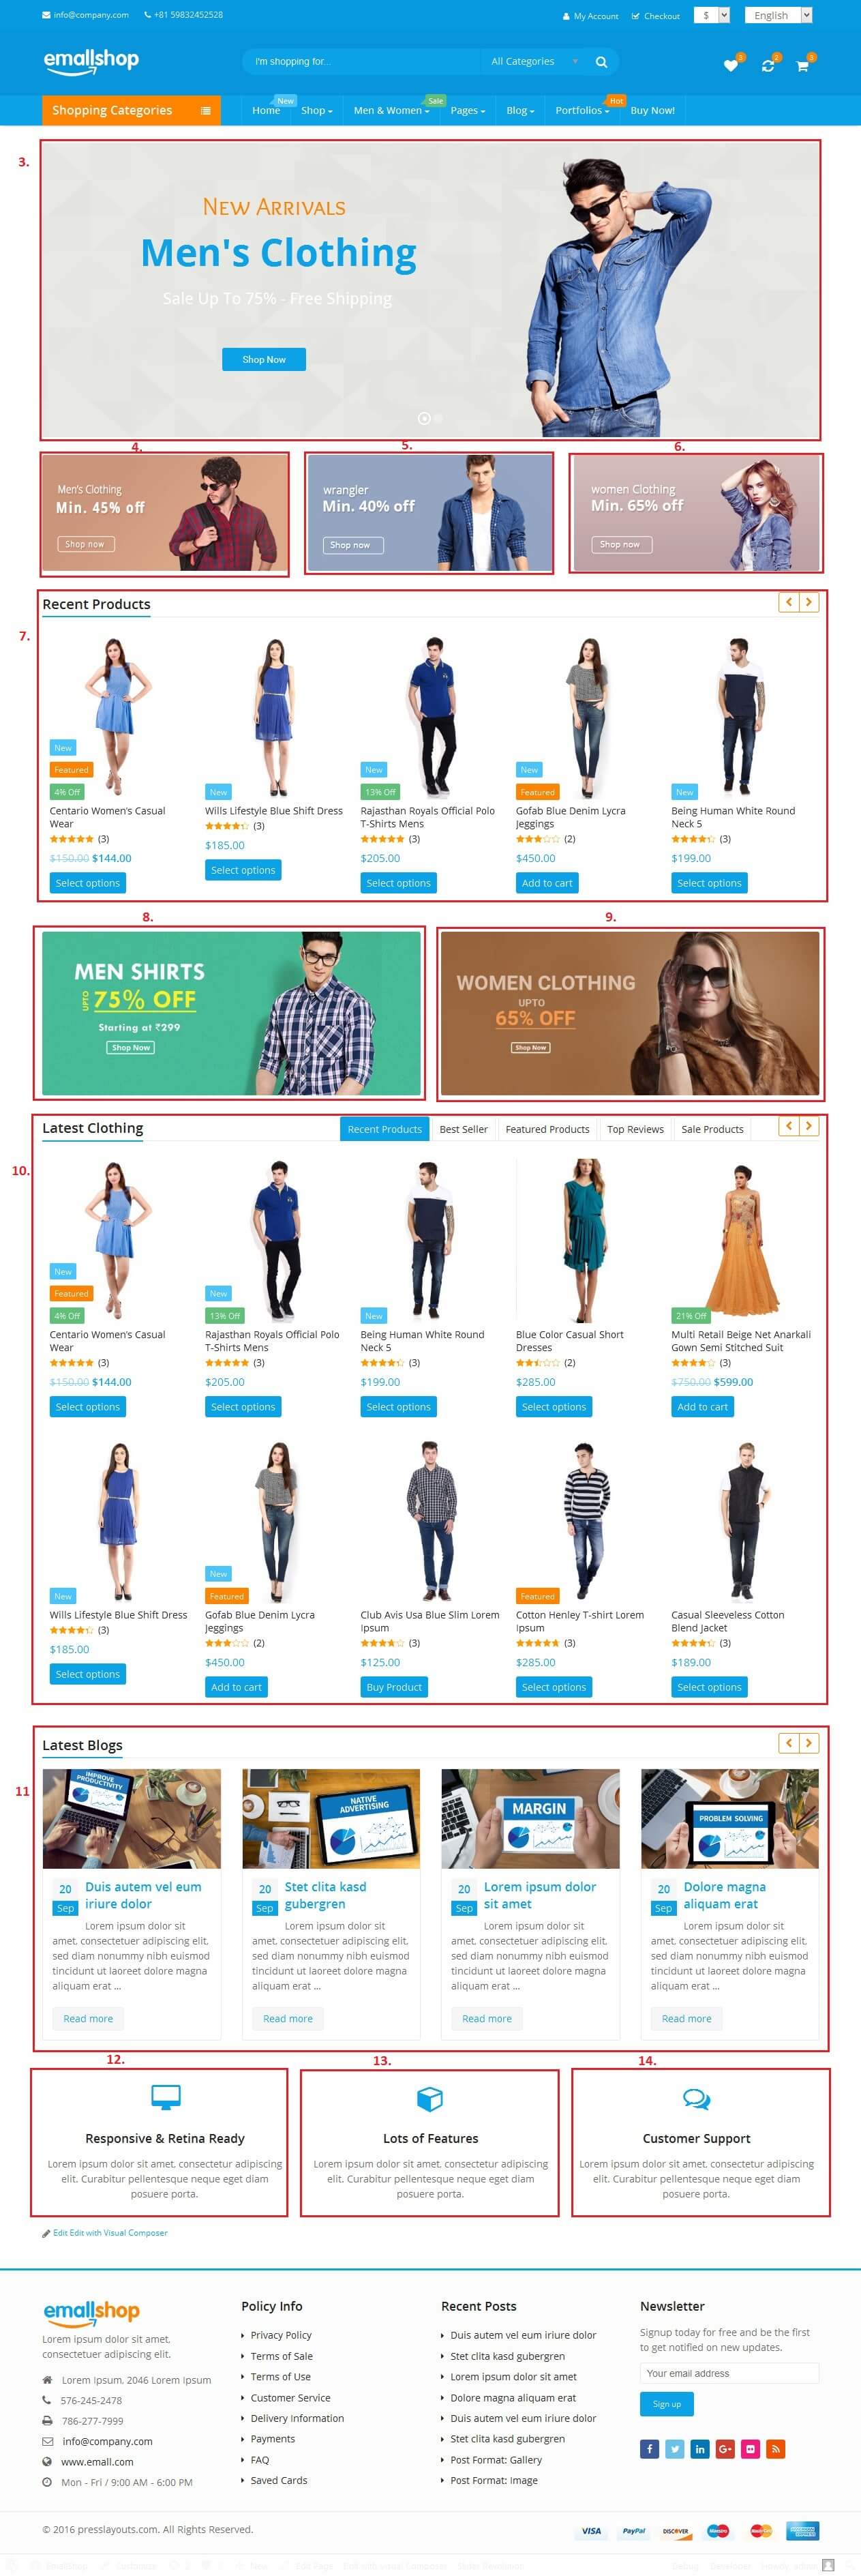 info@company.com +81 59832452528 My Account Checkout $ English
emallshop I'm shopping for... All Categories
Shopping Categories Home New Shop Men & Women Sale Pages Blog Portfolios Hot Buy Now!
3.
New Arrivals
Men's Clothing
Sale Up To 75% - Free Shipping
Shop Now
4.
Men's Clothing
Min. 45% off
Shop now
5.
wrangler
Min. 40% off
Shop now
6.
women Clothing
Min. 65% off
Shop now
7.
Recent Products
New
Featured
4% Off
Centario Women's Casual
Wear
(3)
$150.00 $144.00
Select options
New
Wills Lifestyle Blue Shift Dress
(3)
$185.00
Select options
New
13% Off
Rajasthan Royals Official Polo
T-Shirts Mens
(3)
$205.00
Select options
New
Featured
Gofab Blue Denim Lycra
Jeggings
(2)
$450.00
Add to cart
New
Being Human White Round
Neck 5
(3)
$199.00
Select options
8.
MEN SHIRTS
UPTO 75% OFF
Starting at ₹299
Shop Now
9.
WOMEN CLOTHING
UPTO
65% OFF
Shop Now
10.
Latest Clothing Recent Products Best Seller Featured Products Top Reviews Sale Products
New
Featured
4% Off
Centario Women's Casual
Wear
(3)
$150.00 $144.00
Select options
New
13% Off
Rajasthan Royals Official Polo
T-Shirts Mens
(3)
$205.00
Select options
New
Being Human White Round
Neck 5
(3)
$199.00
Select options
Blue Color Casual Short
Dresses
(2)
$285.00
Select options
21% Off
Multi Retail Beige Net Anarkali
Gown Semi Stitched Suit
(3)
$750.00 $599.00
Add to cart
New
Wills Lifestyle Blue Shift Dress
(3)
$185.00
Select options
New
Featured
Gofab Blue Denim Lycra
Jeggings
(2)
$450.00
Add to cart
Club Avis Usa Blue Slim Lorem
Ipsum
(3)
$125.00
Buy Product
Featured
Cotton Henley T-shirt Lorem
Ipsum
(3)
$285.00
Select options
Casual Sleeveless Cotton
Blend Jacket
(3)
$189.00
Select options
11
Latest Blogs
IMPROVE
PRODUCTIVITY
20
Sep
Duis autem vel eum
iriure dolor
Lorem ipsum dolor sit
amet, consectetuer adipiscing elit,
sed diam nonummy nibh euismod
tincidunt ut laoreet dolore magna
aliquam erat ...
Read more
NATIVE
ADVERTISING
20
Sep
Stet clita kasd
gubergren
Lorem ipsum dolor sit
amet, consectetuer adipiscing elit,
sed diam nonummy nibh euismod
tincidunt ut laoreet dolore magna
aliquam erat ...
Read more
MARGIN
20
Sep
Lorem ipsum dolor
sit amet
Lorem ipsum dolor sit
amet, consectetuer adipiscing elit,
sed diam nonummy nibh euismod
tincidunt ut laoreet dolore magna
aliquam erat ...
Read more
PROBLEM SOLVING
20
Sep
Dolore magna
aliquam erat
Lorem ipsum dolor sit
amet, consectetuer adipiscing elit,
sed diam nonummy nibh euismod
tincidunt ut laoreet dolore magna
aliquam erat ...
Read more
12.
Responsive & Retina Ready
Lorem ipsum dolor sit amet, consectetur adipiscing
elit. Curabitur pellentesque neque eget diam
posuere porta.
13.
Lots of Features
Lorem ipsum dolor sit amet, consectetur adipiscing
elit. Curabitur pellentesque neque eget diam
posuere porta.
14.
Customer Support
Lorem ipsum dolor sit amet, consectetur adipiscing
elit. Curabitur pellentesque neque eget diam
posuere porta.
Edit Edit with Visual Composer
emallshop
Lorem ipsum dolor sit amet,
consectetuer adipiscing elit.
Lorem Ipsum, 2046 Lorem ipsum
576-245-2478
786-277-7999
info@company.com
www.emall.com
Mon - Fri / 9:00 AM - 6:00 PM
Policy Info
Privacy Policy
Terms of Sale
Terms of Use
Customer Service
Delivery Information
Payments
FAQ
Saved Cards
Recent Posts
Duis autem vel eum iriure dolor
Stet clita kasd gubergren
Lorem ipsum dolor sit amet
Dolore magna aliquam erat
Duis autem vel eum iriure dolor
Stet clita kasd gubergren
Post Format: Gallery
Post Format: Image
Newsletter
Signup today for free and be the first
to get notified on new updates.
Your email address
Sign up
© 2016 presslayouts.com. All Rights Reserved.
VISA PayPal DISCOVER Maestro